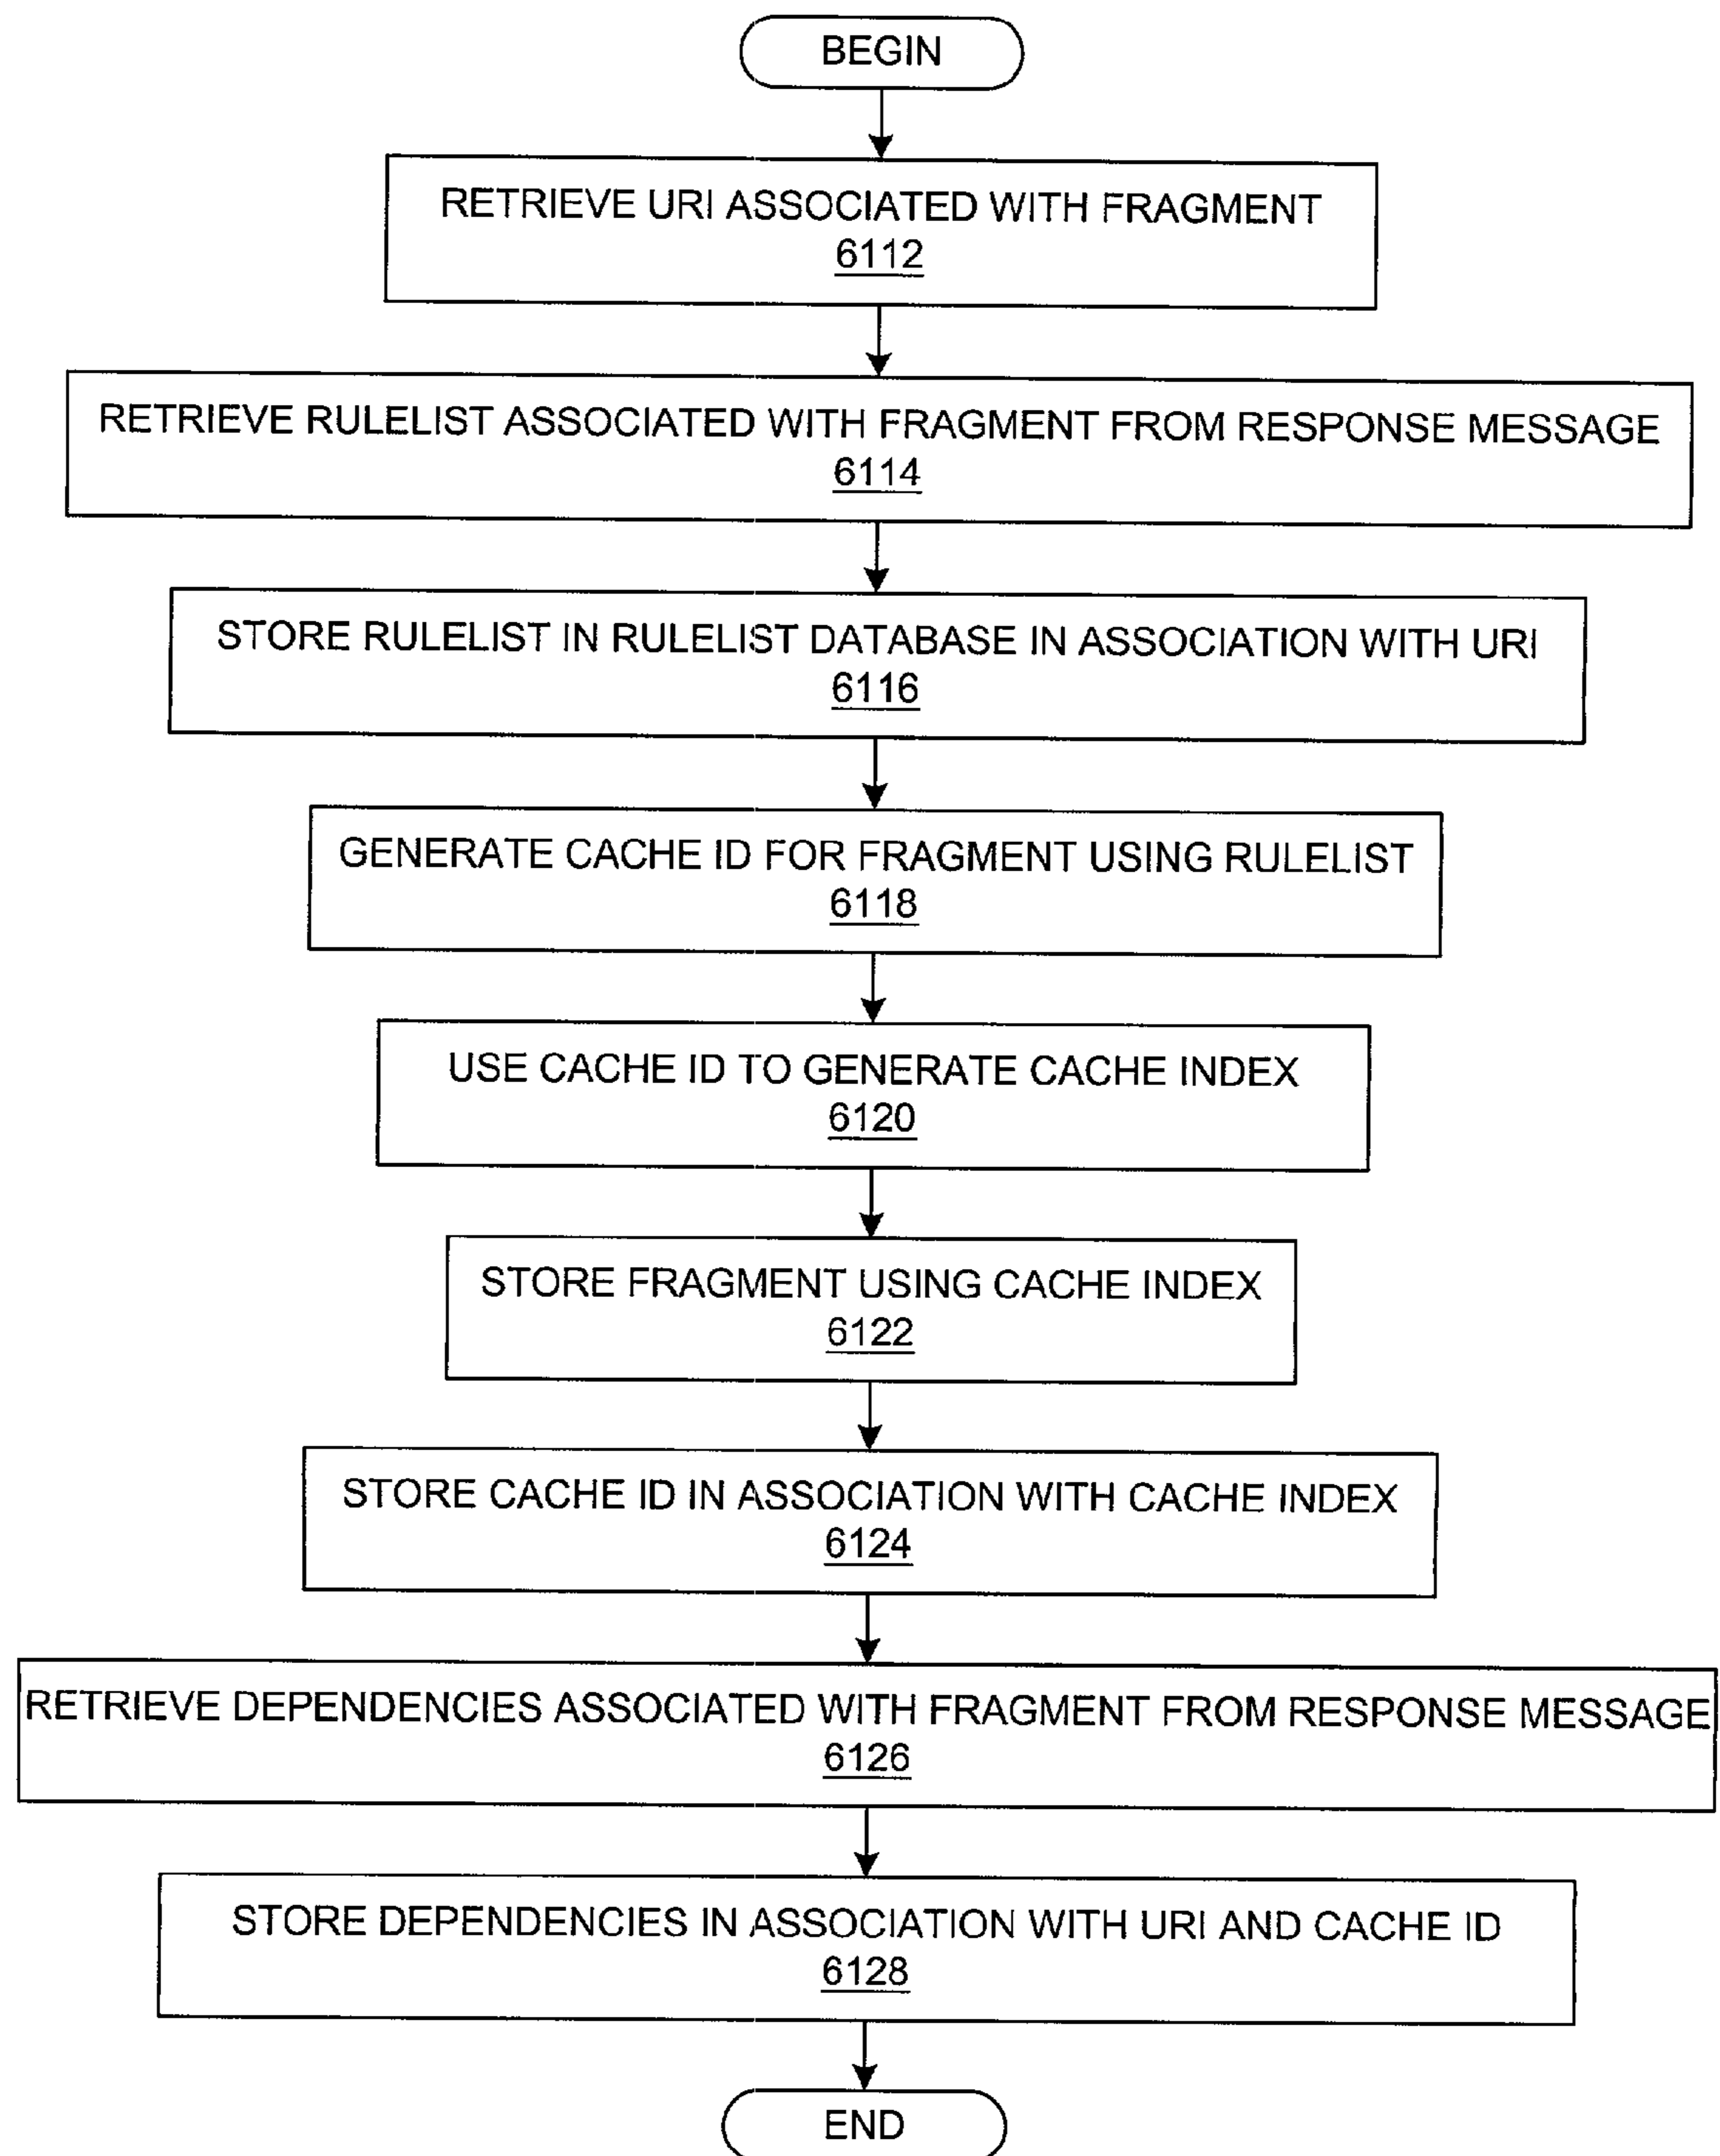 BEGIN
RETRIEVE URI ASSOCIATED WITH FRAGMENT
6112
RETRIEVE RULELIST ASSOCIATED WITH FRAGMENT FROM RESPONSE MESSAGE
6114
STORE RULELIST IN RULELIST DATABASE IN ASSOCIATION WITH URI
6116
GENERATE CACHE ID FOR FRAGMENT USING RULELIST
6118
USE CACHE ID TO GENERATE CACHE INDEX
6120
STORE FRAGMENT USING CACHE INDEX
6122
STORE CACHE ID IN ASSOCIATION WITH CACHE INDEX
6124
RETRIEVE DEPENDENCIES ASSOCIATED WITH FRAGMENT FROM RESPONSE MESSAGE
6126
STORE DEPENDENCIES IN ASSOCIATION WITH URI AND CACHE ID
6128
END